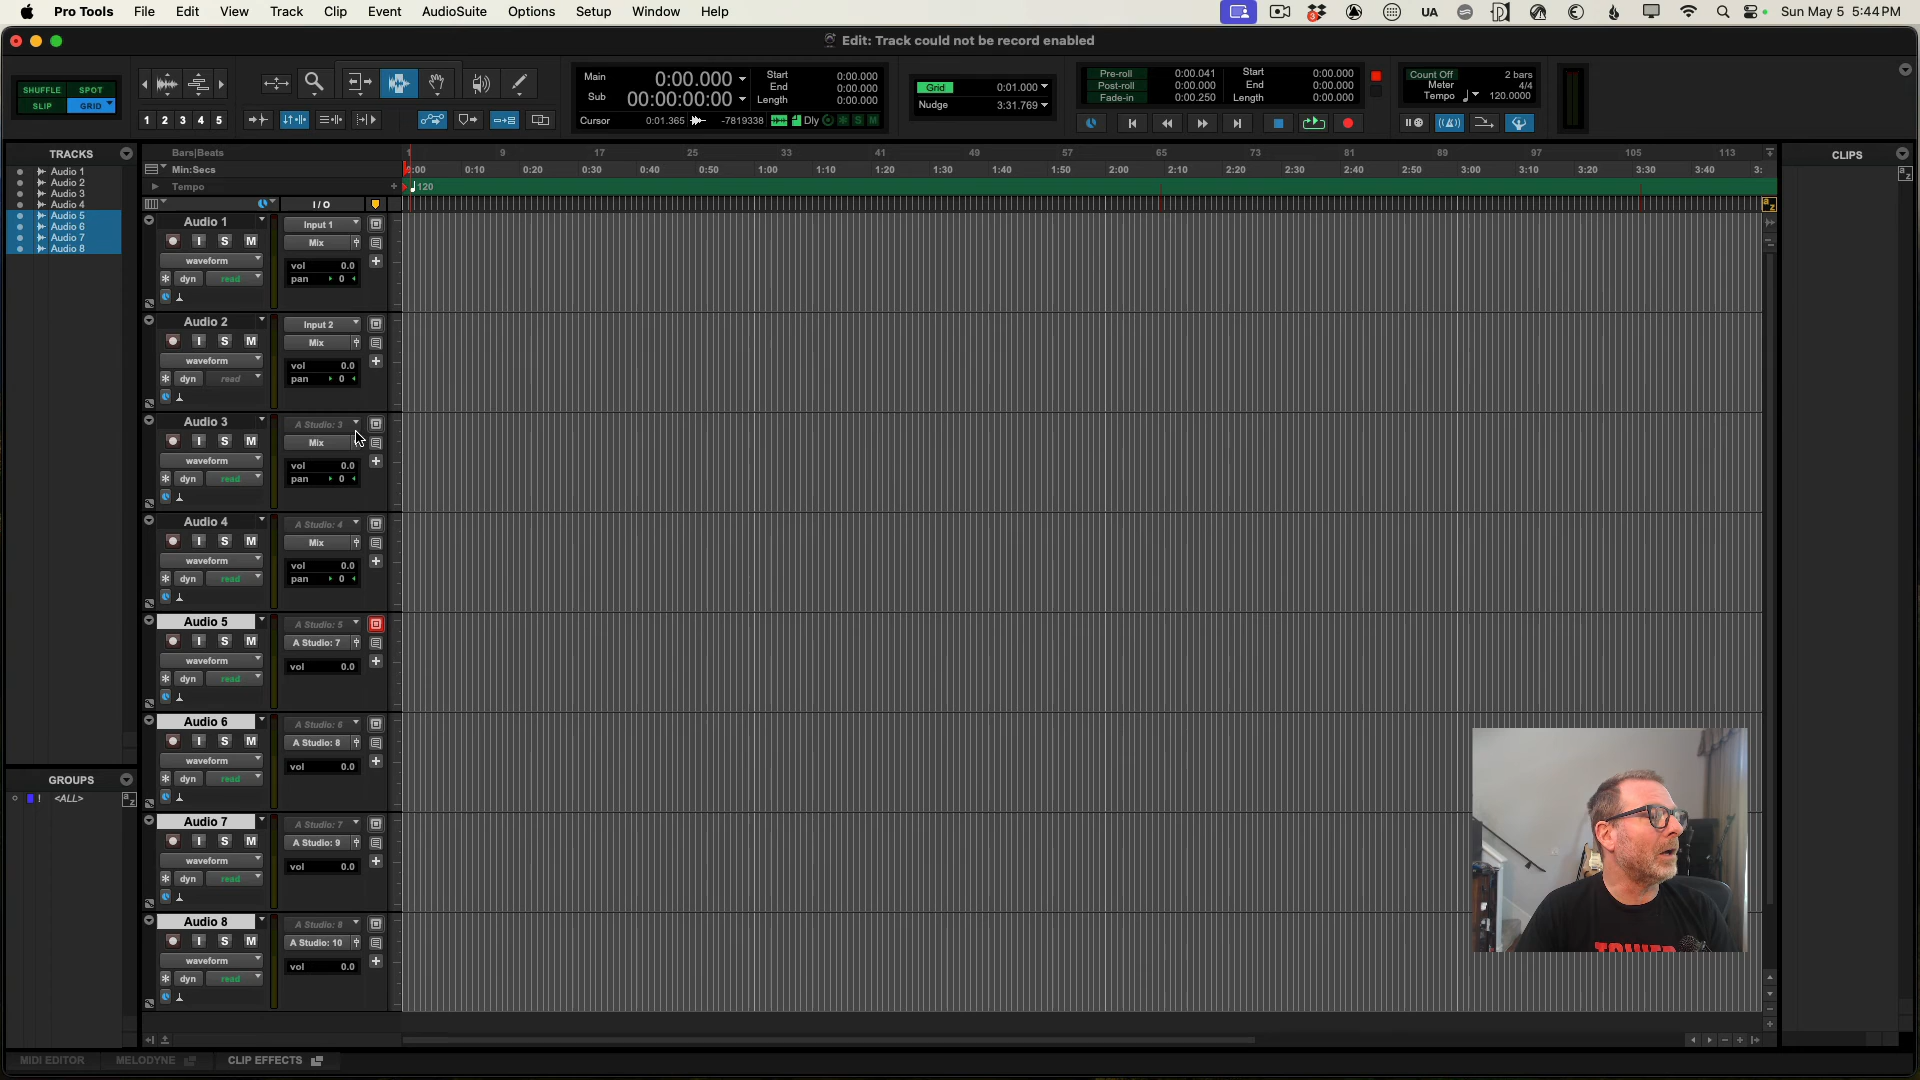 Pro Tools File Edit View Track Clip Event AudioSuite Options Setup Window Help
3 UA Sun May 5 5:44 PM
Edit: Track could not be record enabled
SHUFFLE SPOT
SLIP GRID
1 2 3 4 5
Main 0:00.000
Sub 00:00:00:00
Start 0:00.000
End 0:00.000
Length 0:00.000
Cursor 0:01.365 -7819338 Dly S M
Grid 0:01.000
Nudge 3:31.769
Pre-roll 0:00.041
Post-roll 0:00.000
Fade-in 0:00.250
Start 0:00.000
End 0:00.000
Length 0:00.000
Count Off 2 bars
Meter 4/4
Tempo 120.0000
TRACKS
Audio 1
Audio 2
Audio 3
Audio 4
Audio 5
Audio 6
Audio 7
Audio 8
GROUPS
! <ALL>
a z
Bars|Beats 1 9 17 25 33 41 49 57 65 73 81 89 97 105 113
Min:Secs 0:00 0:10 0:20 0:30 0:40 0:50 1:00 1:10 1:20 1:30 1:40 1:50 2:00 2:10 2:20 2:30 2:40 2:50 3:00 3:10 3:20 3:30 3:40 3:
Tempo + 120
I/O
Audio 1 Input 1
I S M Mix
waveform vol 0.0
dyn read pan 0
Audio 2 Input 2
I S M Mix
waveform vol 0.0
dyn read pan 0
Audio 3 A Studio: 3
I S M Mix
waveform vol 0.0
dyn read pan 0
Audio 4 A Studio: 4
I S M Mix
waveform vol 0.0
dyn read pan 0
Audio 5 A Studio: 5
I S M A Studio: 7
waveform vol 0.0
dyn read
Audio 6 A Studio: 6
I S M A Studio: 8
waveform vol 0.0
dyn read
Audio 7 A Studio: 7
I S M A Studio: 9
waveform vol 0.0
dyn read
Audio 8 A Studio: 8
I S M A Studio: 10
waveform vol 0.0
dyn read
CLIPS
a z
a z
MIDI EDITOR MELODYNE CLIP EFFECTS